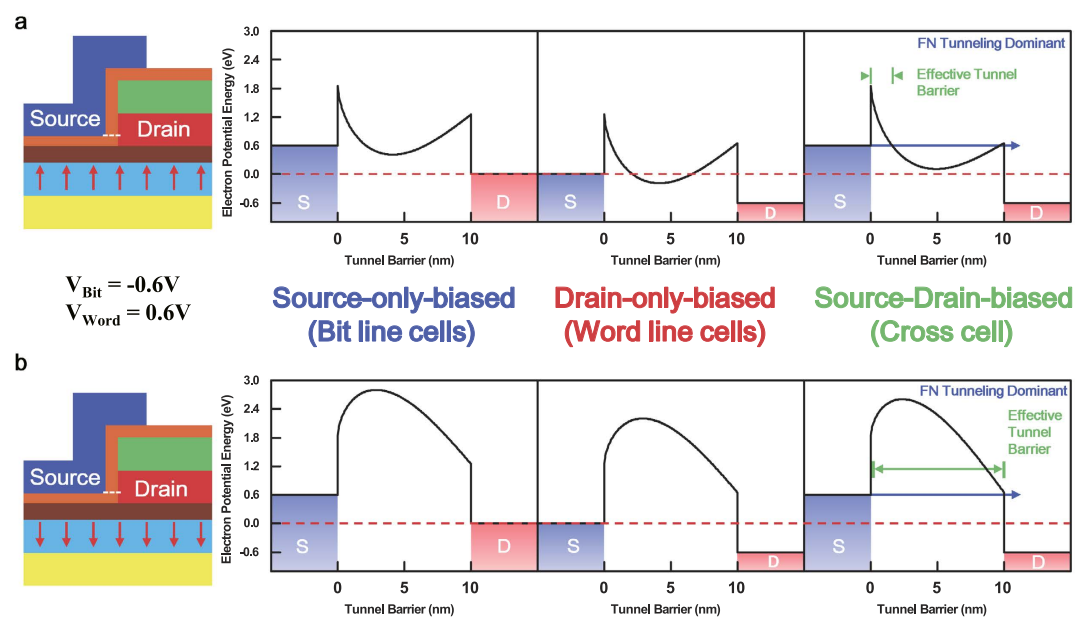 a
Source
Drain
Electron Potential Energy (eV)
3.0
2.4
1.8
1.2
0.6
0.0
-0.6
S
D
S
D
FN Tunneling Dominant
Effective Tunnel
Barrier
S
D
0
5
10
0
5
10
0
5
10
Tunnel Barrier (nm)
Tunnel Barrier (nm)
Tunnel Barrier (nm)
V_Bit = -0.6V
V_Word = 0.6V
Source-only-biased
(Bit line cells)
Drain-only-biased
(Word line cells)
Source-Drain-biased
(Cross cell)
b
Source
Drain
Electron Potential Energy (eV)
3.0
2.4
1.8
1.2
0.6
0.0
-0.6
S
D
S
D
FN Tunneling Dominant
Effective
Tunnel
Barrier
S
D
0
5
10
0
5
10
0
5
10
Tunnel Barrier (nm)
Tunnel Barrier (nm)
Tunnel Barrier (nm)